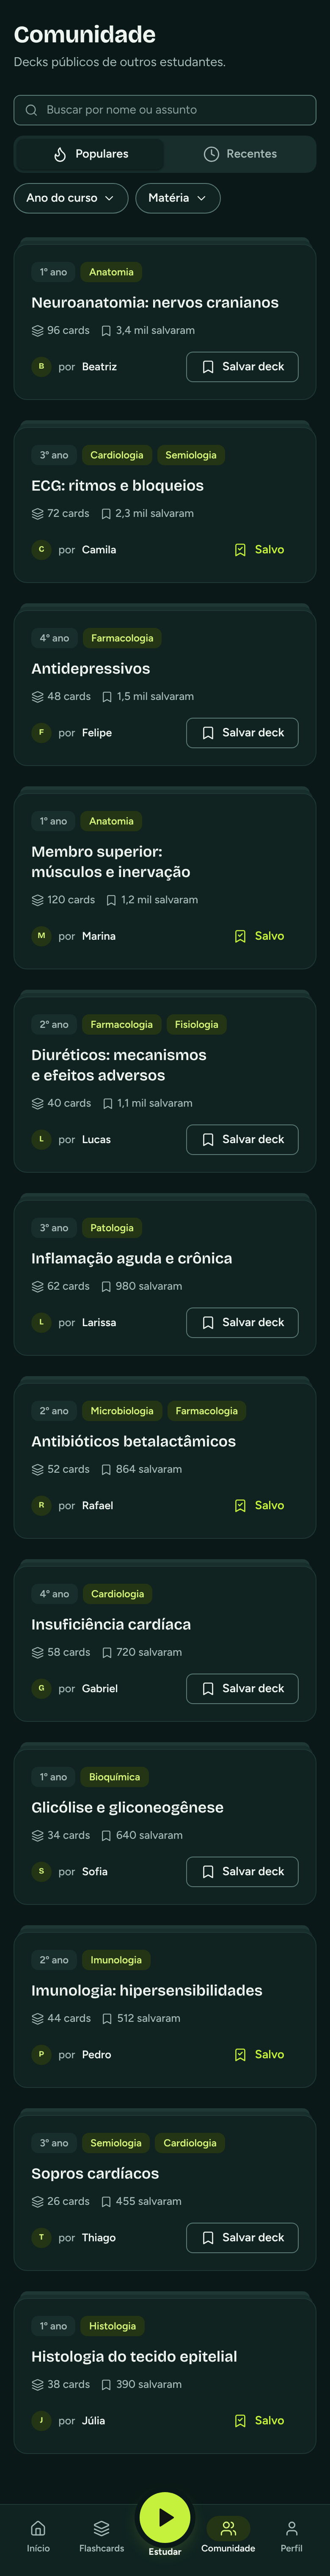 Comunidade
Decks públicos de outros estudantes.
Buscar por nome ou assunto
Populares Recentes
Ano do curso Matéria
1º ano Anatomia
Neuroanatomia: nervos cranianos
96 cards 3,4 mil salvaram
B por Beatriz Salvar deck
3º ano Cardiologia Semiologia
ECG: ritmos e bloqueios
72 cards 2,3 mil salvaram
C por Camila Salvo
4º ano Farmacologia
Antidepressivos
48 cards 1,5 mil salvaram
F por Felipe Salvar deck
1º ano Anatomia
Membro superior:
músculos e inervação
120 cards 1,2 mil salvaram
M por Marina Salvo
2º ano Farmacologia Fisiologia
Diuréticos: mecanismos
e efeitos adversos
40 cards 1,1 mil salvaram
L por Lucas Salvar deck
3º ano Patologia
Inflamação aguda e crônica
62 cards 980 salvaram
L por Larissa Salvar deck
2º ano Microbiologia Farmacologia
Antibióticos betalactâmicos
52 cards 864 salvaram
R por Rafael Salvo
4º ano Cardiologia
Insuficiência cardíaca
58 cards 720 salvaram
G por Gabriel Salvar deck
1º ano Bioquímica
Glicólise e gliconeogênese
34 cards 640 salvaram
S por Sofia Salvar deck
2º ano Imunologia
Imunologia: hipersensibilidades
44 cards 512 salvaram
P por Pedro Salvo
3º ano Semiologia Cardiologia
Sopros cardíacos
26 cards 455 salvaram
T por Thiago Salvar deck
1º ano Histologia
Histologia do tecido epitelial
38 cards 390 salvaram
J por Júlia Salvo
Início Flashcards Estudar Comunidade Perfil